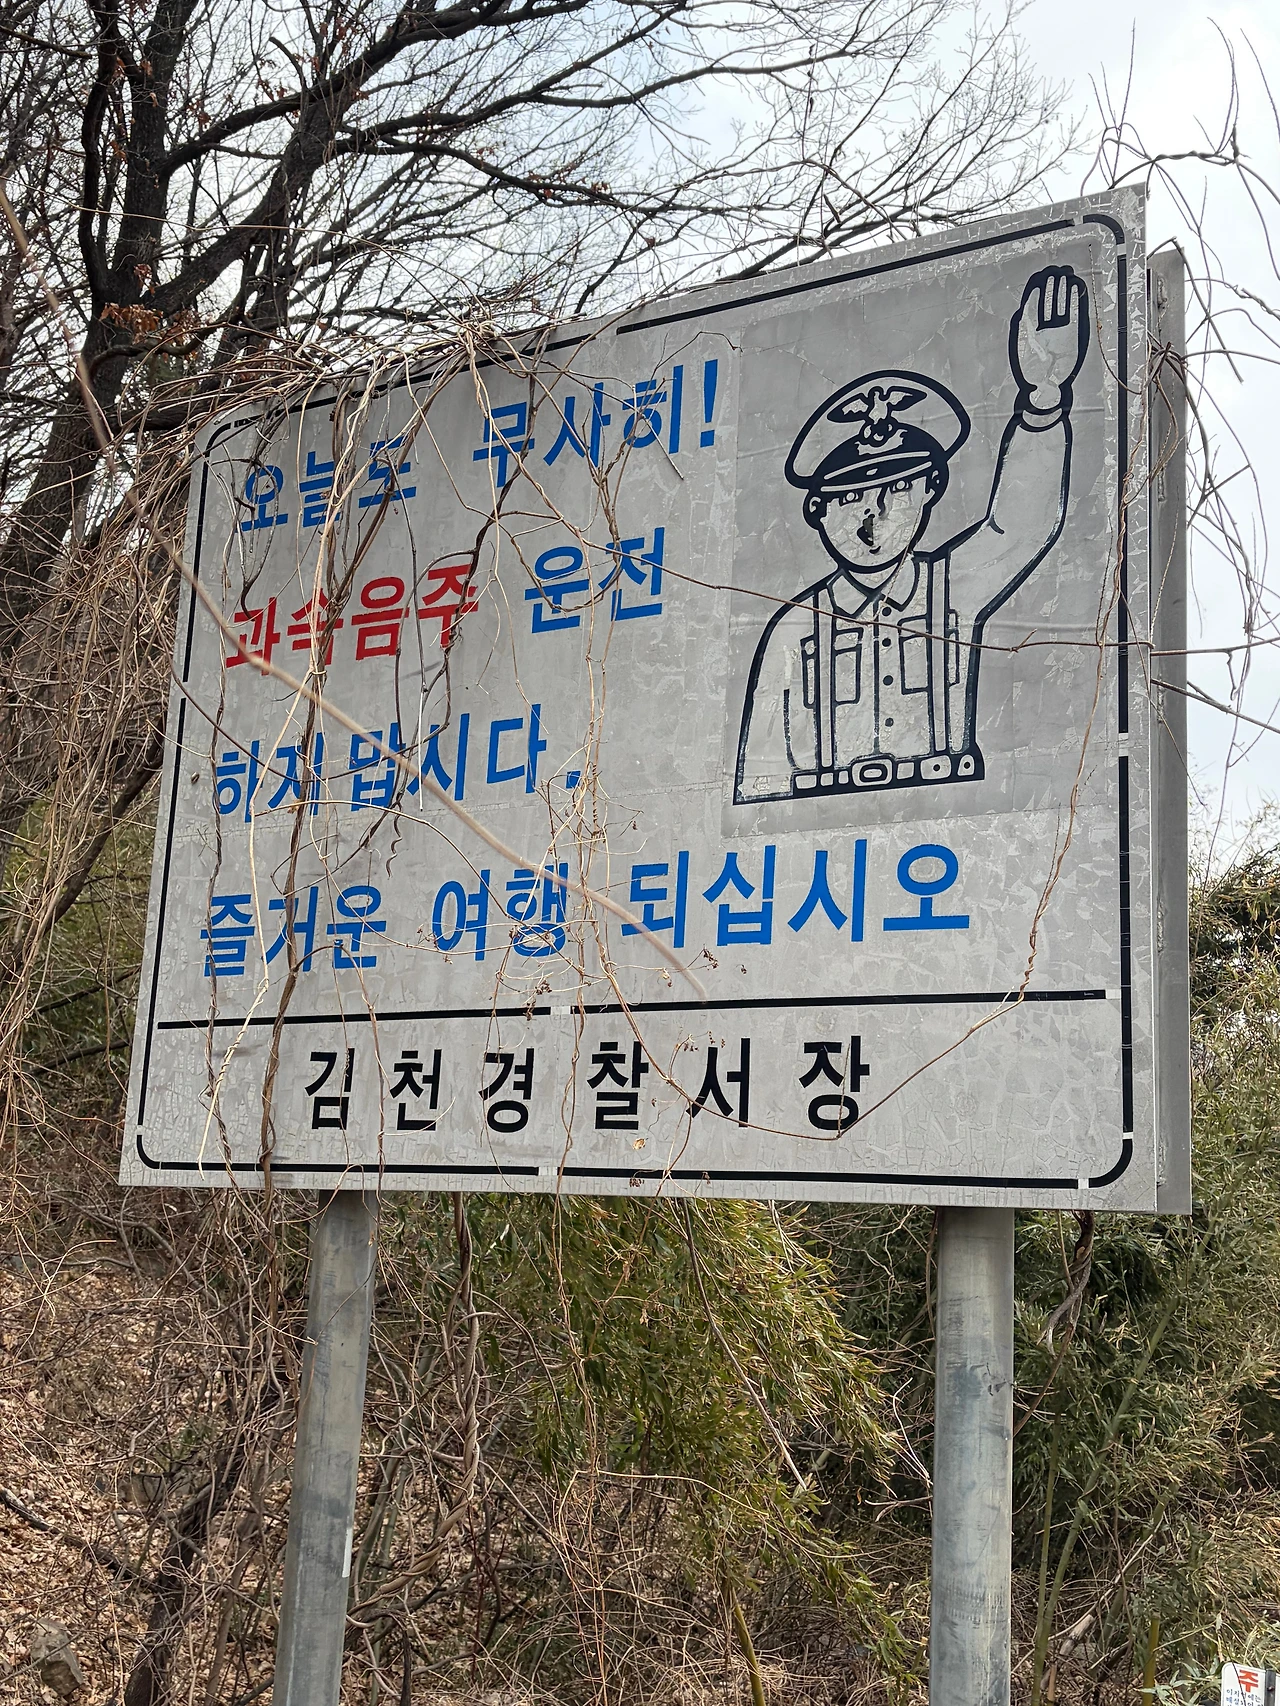 오늘도 무사히!
과속음주 운전
하지맙시다.
즐거운 여행 되십시오
김천경찰서장
주